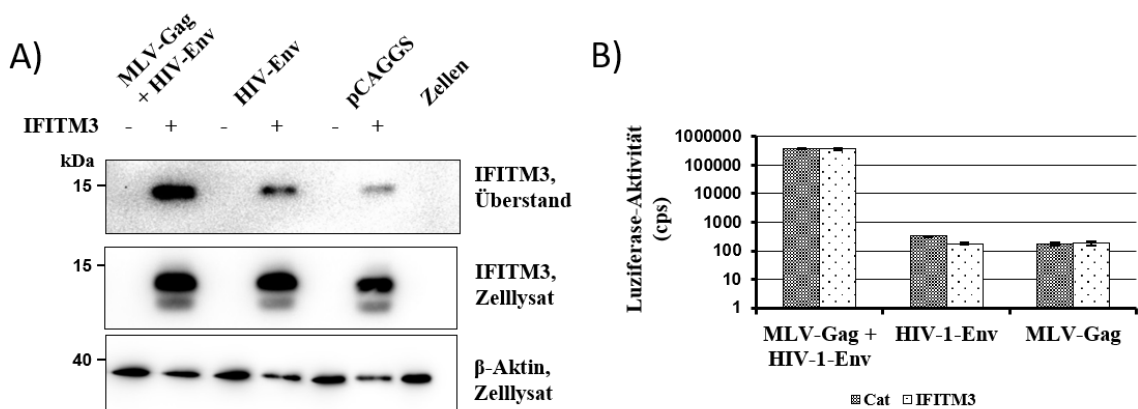 A)
MLV-Gag
+ HIV-Env
HIV-Env
pCAGGS
Zellen
IFITM3 - + - + - +
kDa
15
IFITM3,
Überstand
15
IFITM3,
Zelllysat
40
β-Aktin,
Zelllysat
B)
Luziferase-Aktivität
(cps)
1000000
100000
10000
1000
100
10
1
MLV-Gag +
HIV-1-Env
HIV-1-Env
MLV-Gag
Cat
IFITM3